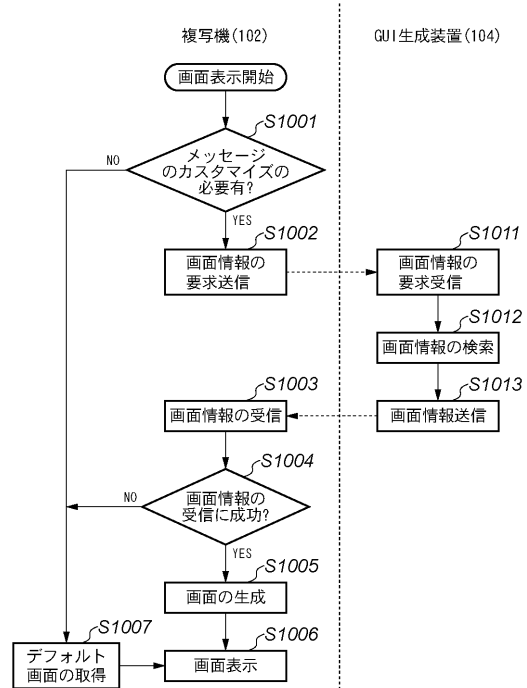 複写機(102)
GUI生成装置(104)
画面表示開始
S1001
メッセージ
のカスタマイズの
必要有?
NO
YES
S1002
画面情報の
要求送信
S1011
画面情報の
要求受信
S1012
画面情報の検索
S1003
画面情報の受信
S1013
画面情報送信
S1004
画面情報の
受信に成功?
NO
YES
S1005
画面の生成
S1007
デフォルト
画面の取得
S1006
画面表示